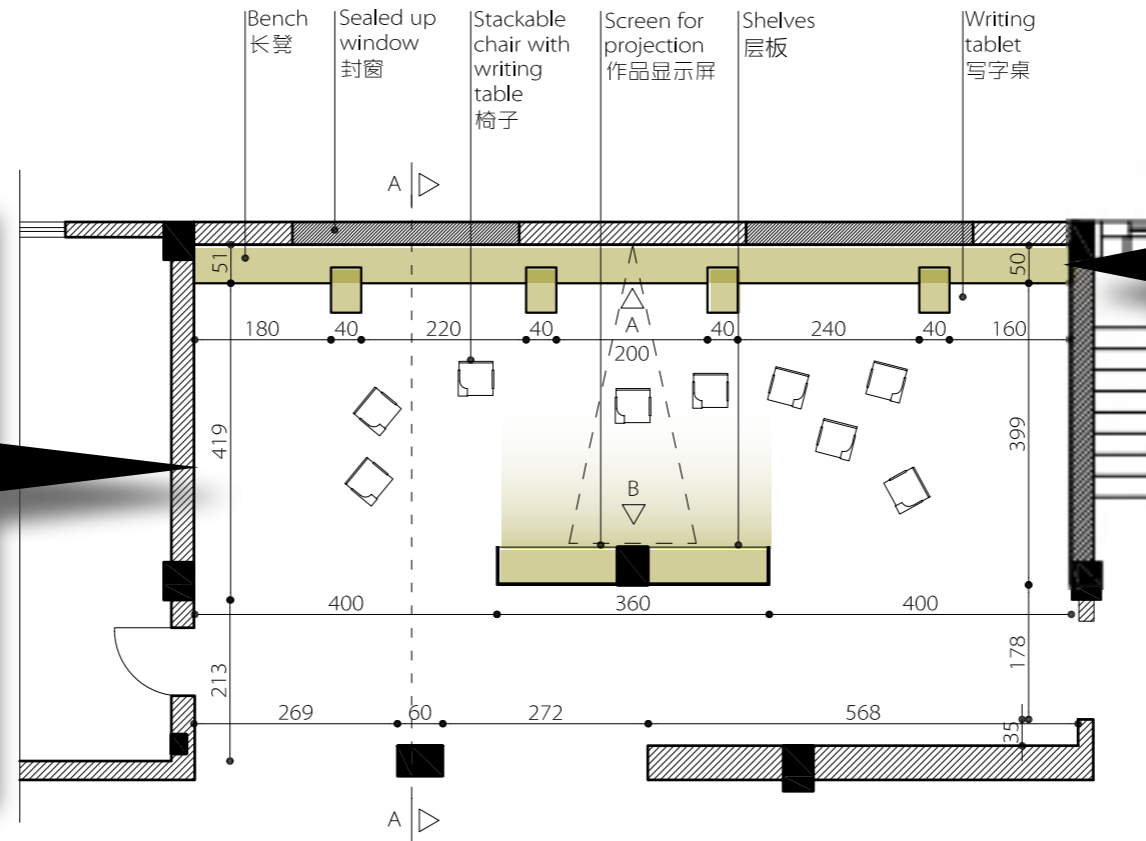 Bench
长凳
Sealed up
window
封窗
Stackable
chair with
writing
table
椅子
Screen for
projection
作品显示屏
Shelves
层板
Writing
tablet
写字桌
A
51
50
180
40
220
40
A
40
240
40
160
200
419
399
B
400
360
400
213
178
269
60
272
568
35
A